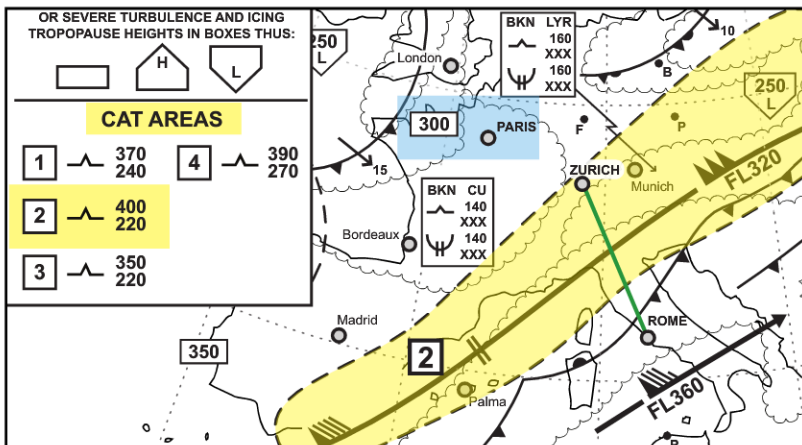 OR SEVERE TURBULENCE AND ICING
TROPOPAUSE HEIGHTS IN BOXES THUS:
H
L
CAT AREAS
1 370
240
4 390
270
2 400
220
3 350
220
250
L
London
BKN LYR
160
XXX
160
XXX
10
B
250
L
300
PARIS
F
P
15
ZURICH
Munich
FL320
BKN CU
140
XXX
140
XXX
Bordeaux
Madrid
350
2
ROME
Palma
FL360
B